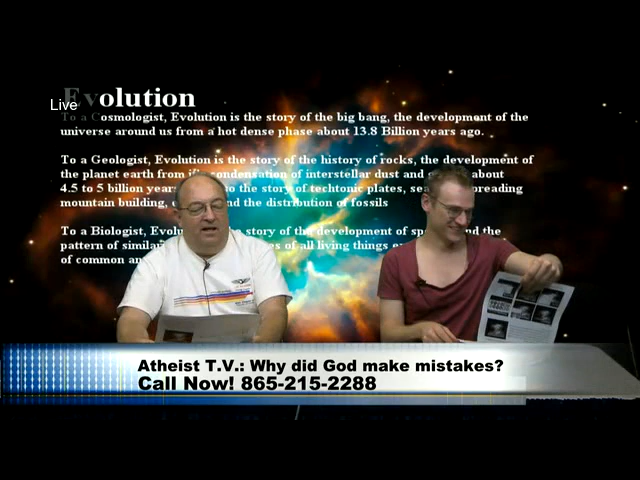 Live
Evolution
To a Cosmologist, Evolution is the story of the big bang, the development of the
universe around us from a hot dense phase about 13.8 Billion years ago.
To a Geologist, Evolution is the story of the history of rocks, the development of
the planet earth from condensation of interstellar dust and about
4.5 to 5 billion years to the story of techtonic plates, spreading
mountain building, and the distribution of fossils
To a Biologist, story of the development of and the
pattern of of all living things
of common
Atheist T.V.: Why did God make mistakes?
Call Now! 865-215-2288